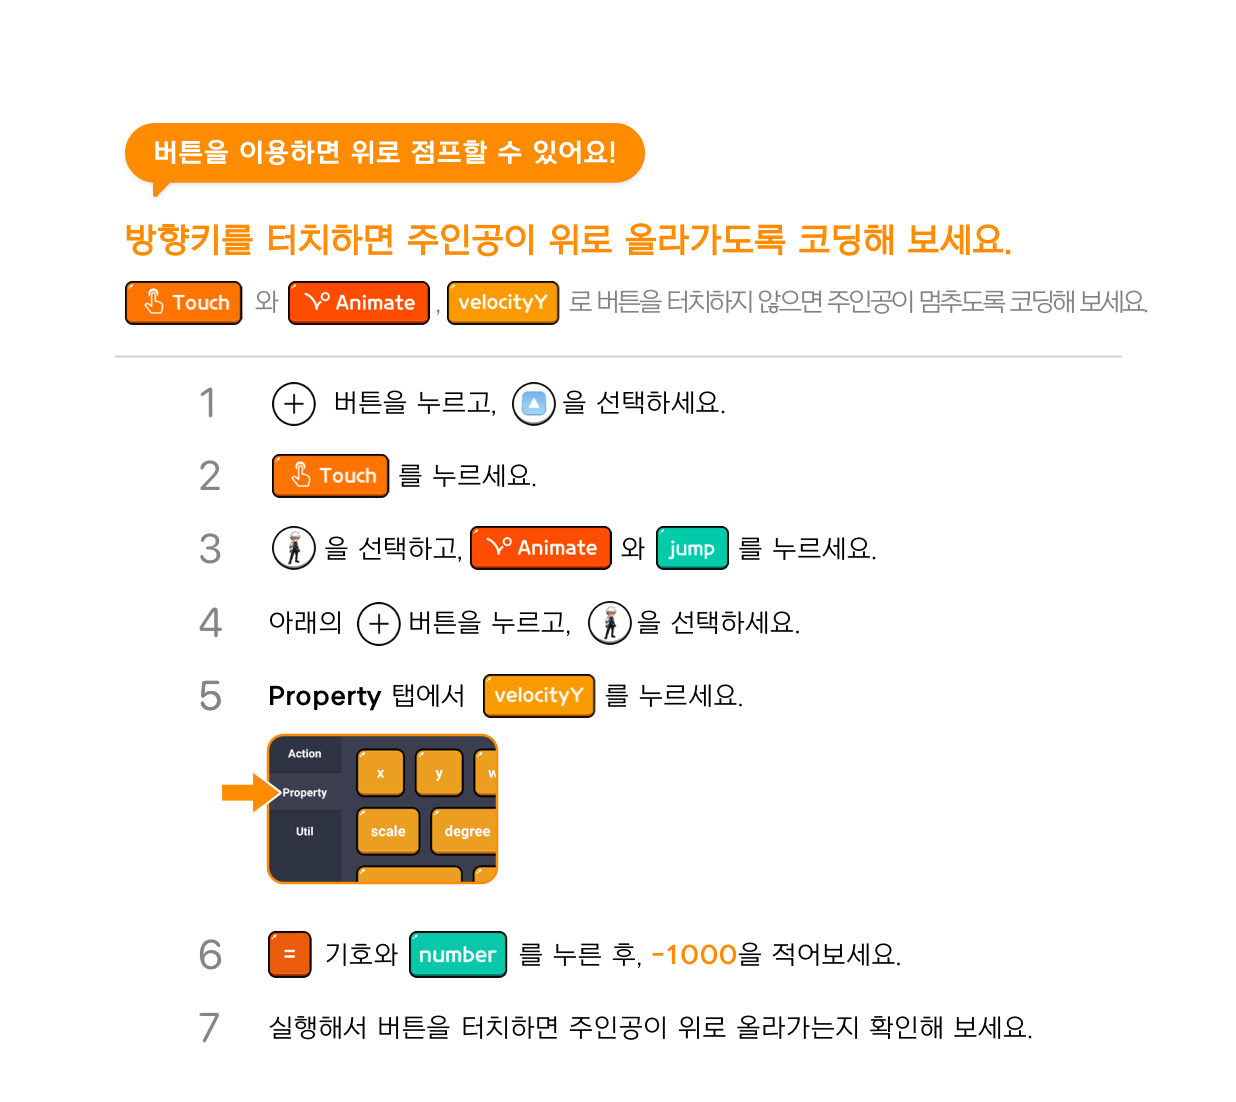 버튼을 이용하면 위로 점프할 수 있어요!
방향키를 터치하면 주인공이 위로 올라가도록 코딩해 보세요.
Touch 와 Animate , velocityY 로 버튼을 터치하지 않으면 주인공이 멈추도록 코딩해 보세요.
1 버튼을 누르고, 을 선택하세요.
2 Touch 를 누르세요.
3 을 선택하고, Animate 와 jump 를 누르세요.
4 아래의 버튼을 누르고, 을 선택하세요.
5 Property 탭에서 velocityY 를 누르세요.
Action
x y
Property
Util
scale degree
6 = 기호와 number 를 누른 후, -1000을 적어보세요.
7 실행해서 버튼을 터치하면 주인공이 위로 올라가는지 확인해 보세요.